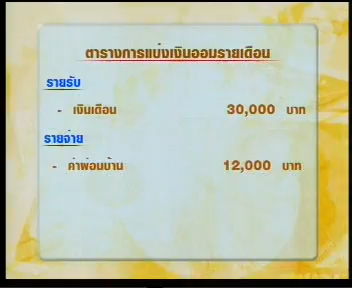 ตารางการแบ่งเงินออมรายเดือน
รายรับ
- เงินเดือน 30,000 บาท
รายจ่าย
- ค่าผ่อนบ้าน 12,000 บาท